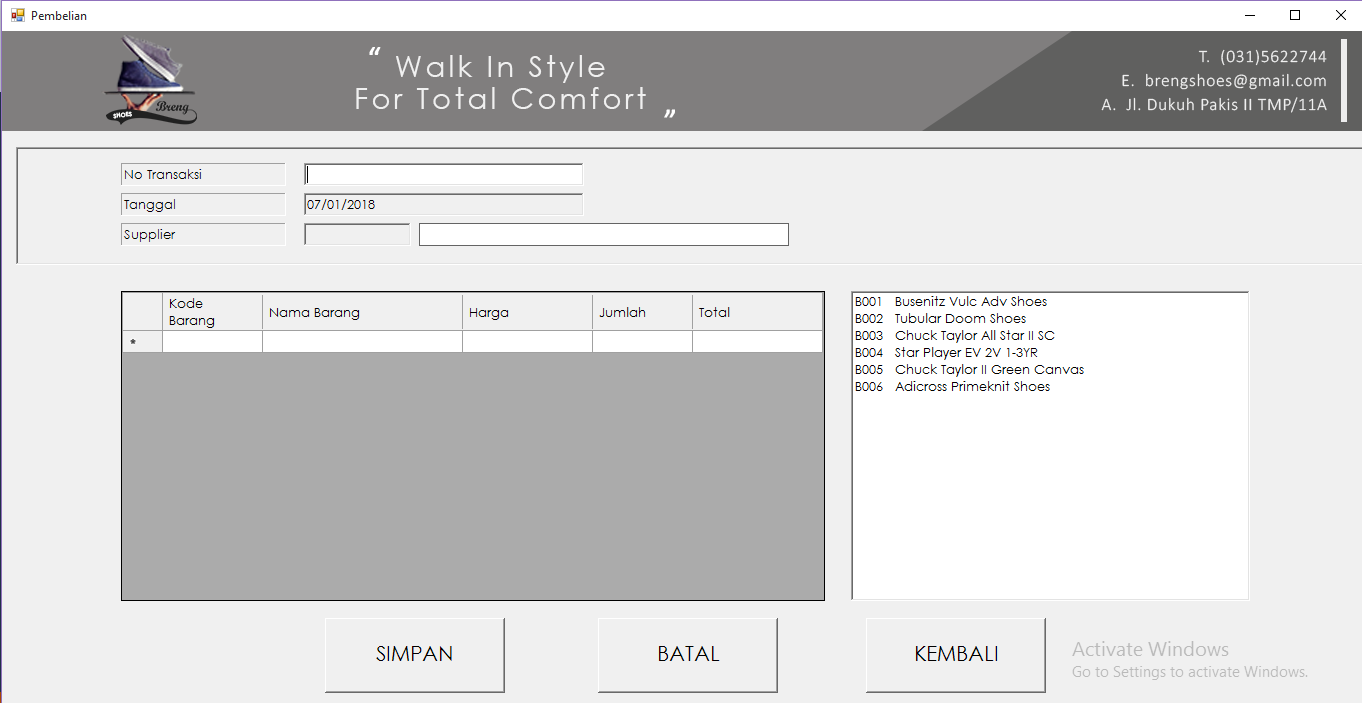 Pembelian
SHOES Breng
“ Walk In Style
For Total Comfort „
T. (031)5622744
E. brengshoes@gmail.com
A. Jl. Dukuh Pakis II TMP/11A
No Transaksi
Tanggal 07/01/2018
Supplier
Kode Barang Nama Barang Harga Jumlah Total
*
B001 Busenitz Vulc Adv Shoes
B002 Tubular Doom Shoes
B003 Chuck Taylor All Star II SC
B004 Star Player EV 2V 1-3YR
B005 Chuck Taylor II Green Canvas
B006 Adicross Primeknit Shoes
SIMPAN BATAL KEMBALI
Activate Windows
Go to Settings to activate Windows.